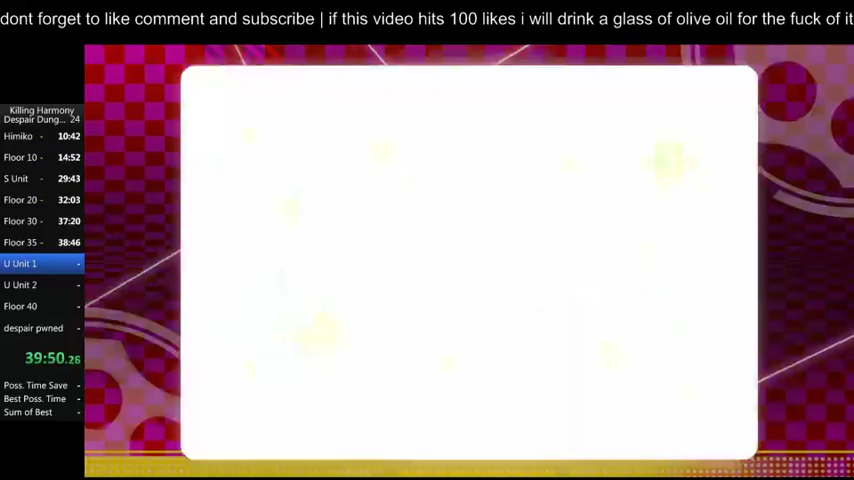 dont forget to like comment and subscribe | if this video hits 100 likes i will drink a glass of olive oil for the fuck of it
Killing Harmony
Despair Dung... 24
Himiko - 10:42
Floor 10 - 14:52
S Unit - 29:43
Floor 20 - 32:03
Floor 30 - 37:20
Floor 35 - 38:46
U Unit 1 -
U Unit 2 -
Floor 40 -
despair pwned -
39:50.26
Poss. Time Save -
Best Poss. Time -
Sum of Best -